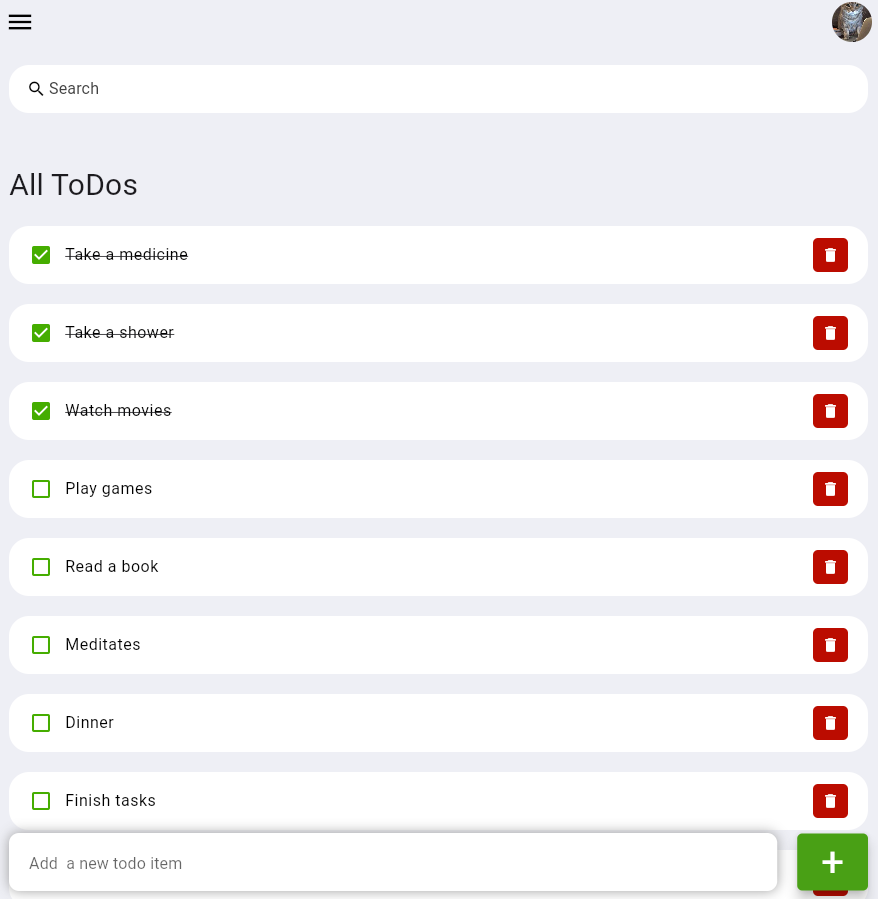 Search
All ToDos
Take a medicine
Take a shower
Watch movies
Play games
Read a book
Meditates
Dinner
Finish tasks
Add  a new todo item